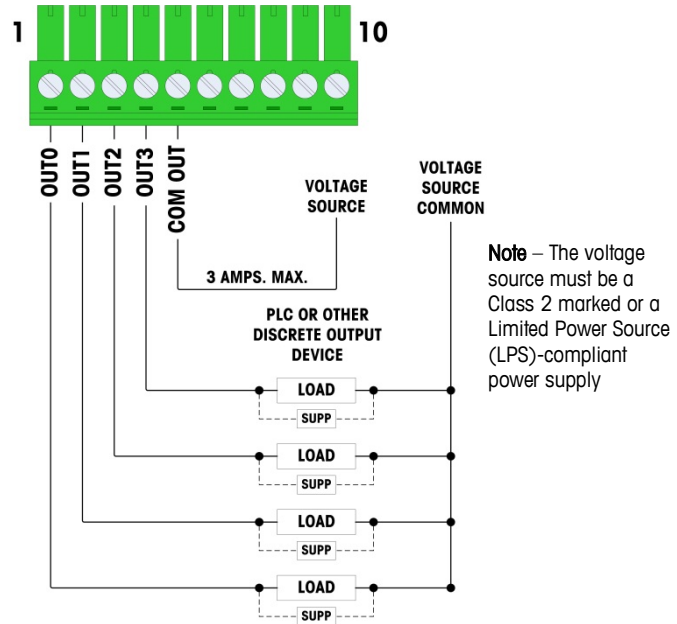 1
10
OUT0
OUT1
OUT2
OUT3
COM OUT
VOLTAGE
SOURCE
VOLTAGE
SOURCE
COMMON
3 AMPS. MAX.
Note – The voltage
source must be a
Class 2 marked or a
Limited Power Source
(LPS)-compliant
power supply
PLC OR OTHER
DISCRETE OUTPUT
DEVICE
LOAD
SUPP
LOAD
SUPP
LOAD
SUPP
LOAD
SUPP